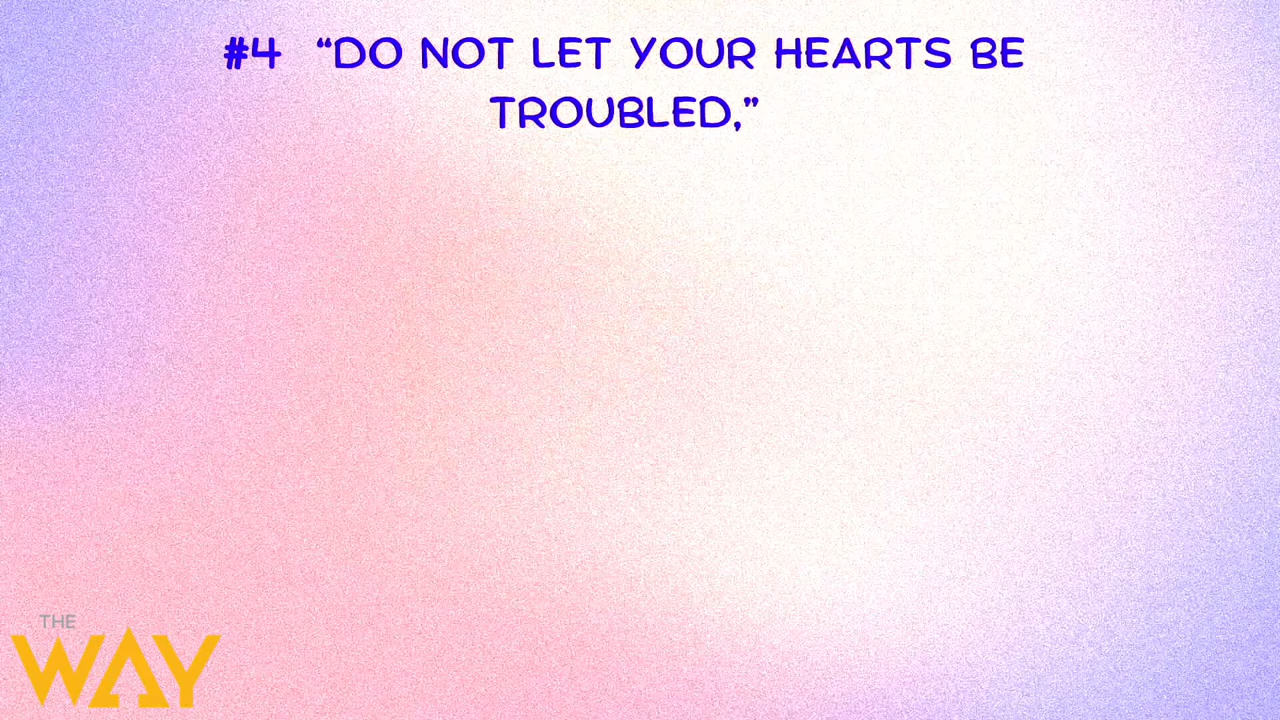 #4 “DO NOT LET YOUR HEARTS BE
TROUBLED,”
THE
WAY